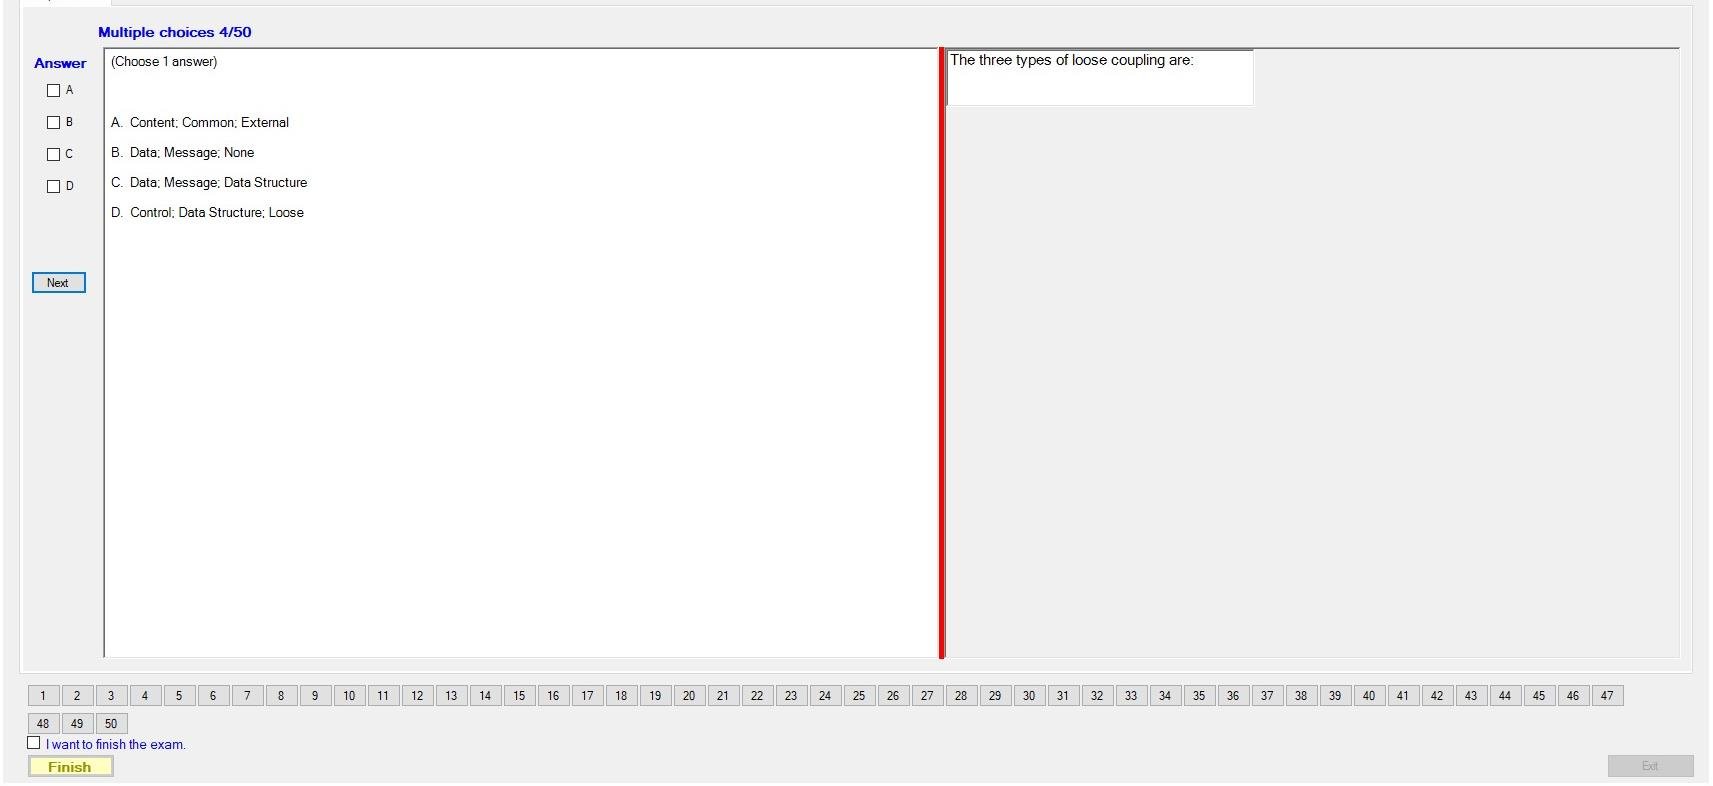 Multiple choices 4/50
Answer
(Choose 1 answer)
The three types of loose coupling are:
A
B
C
D
A. Content; Common; External
B. Data; Message; None
C. Data; Message; Data Structure
D. Control; Data Structure; Loose
Next
1 2 3 4 5 6 7 8 9 10 11 12 13 14 15 16 17 18 19 20 21 22 23 24 25 26 27 28 29 30 31 32 33 34 35 36 37 38 39 40 41 42 43 44 45 46 47
48 49 50
I want to finish the exam.
Finish
Exit